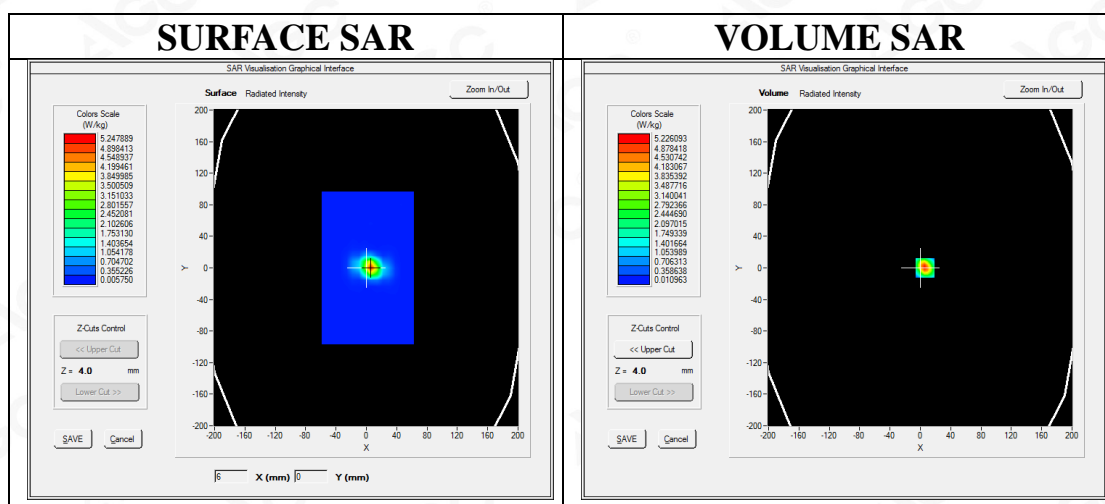 SURFACE SAR
VOLUME SAR
SAR Visualisation Graphical Interface
Surface Radiated Intensity
Zoom In/Out
Colors Scale
(W/kg)
5.247889
4.898413
4.548937
4.199461
3.849985
3.500509
3.151033
2.801557
2.452081
2.102606
1.753130
1.403654
1.054178
0.704702
0.355226
0.005750
Z-Cuts Control
<< Upper Cut
Z = 4.0 mm
Lower Cut >>
SAVE
Cancel
200
160
120
80
40
0
-40
-80
-120
-160
-200
Y
-200 -160 -120 -80 -40 0 40 80 120 160 200
X
6 X (mm) 0 Y (mm)
SAR Visualisation Graphical Interface
Volume Radiated Intensity
Zoom In/Out
Colors Scale
(W/kg)
5.226093
4.878418
4.530742
4.183067
3.835392
3.487716
3.140041
2.792366
2.444690
2.097015
1.749339
1.401664
1.053989
0.706313
0.358638
0.010963
Z-Cuts Control
<< Upper Cut
Z = 4.0 mm
Lower Cut >>
SAVE
Cancel
200
160
120
80
40
0
-40
-80
-120
-160
-200
Y
-200 -160 -120 -80 -40 0 40 80 120 160 200
X